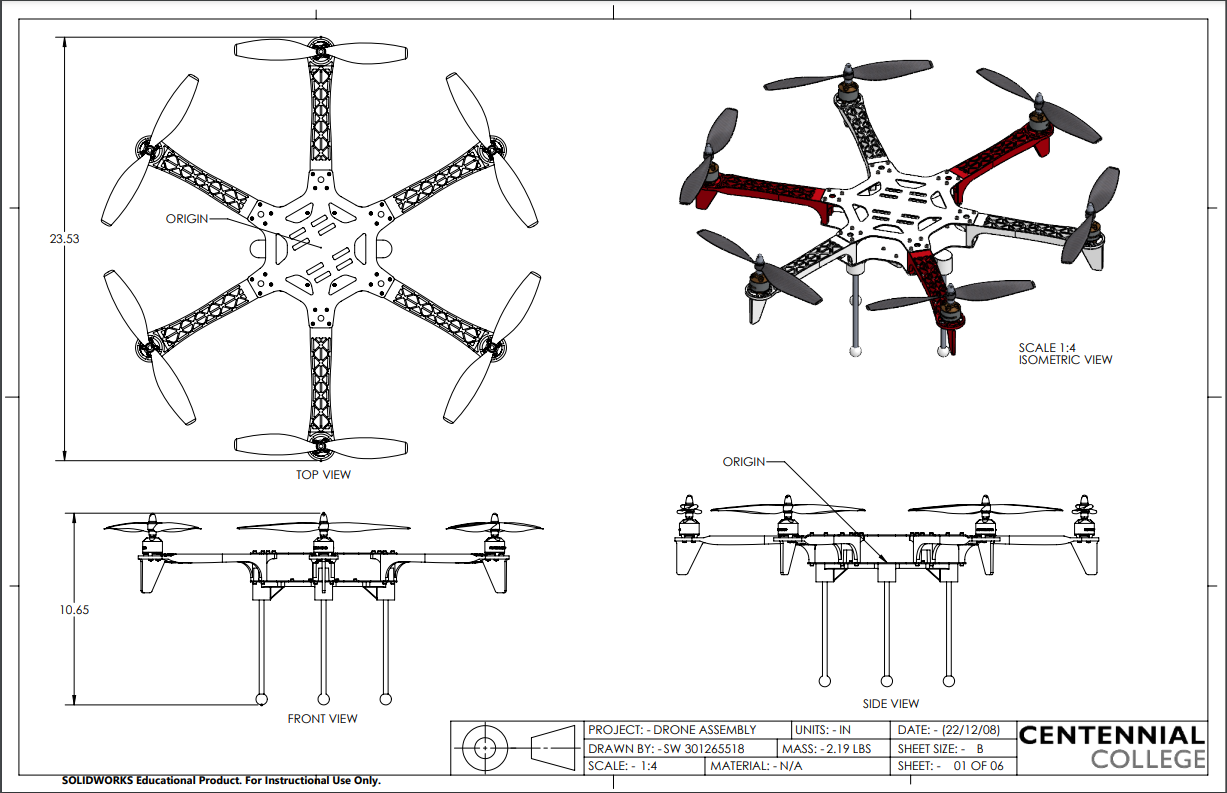 ORIGIN
23.53
TOP VIEW
SCALE 1:4
ISOMETRIC VIEW
ORIGIN
10.65
FRONT VIEW
SIDE VIEW
PROJECT: - DRONE ASSEMBLY UNITS: - IN DATE: - (22/12/08)
DRAWN BY: - SW 301265518 MASS: - 2.19 LBS SHEET SIZE: - B
SCALE: - 1:4 MATERIAL: - N/A SHEET: - 01 OF 06
CENTENNIAL
COLLEGE
SOLIDWORKS Educational Product. For Instructional Use Only.